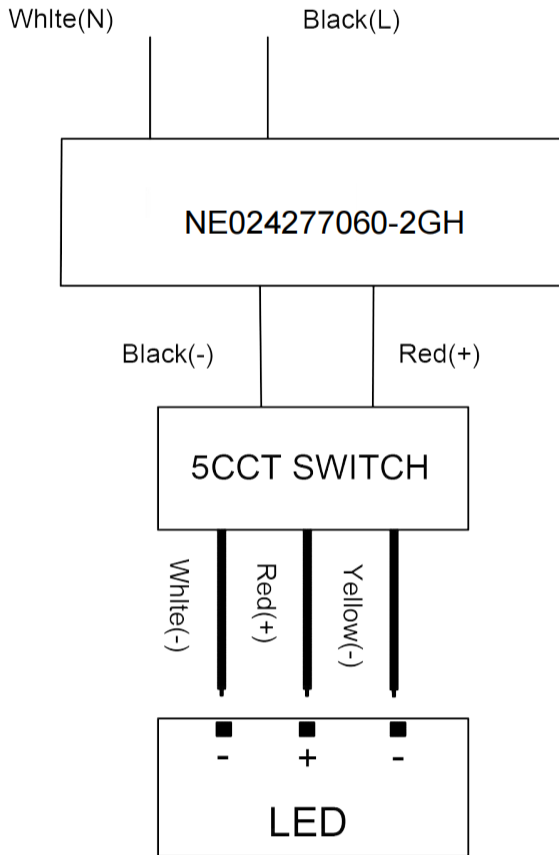 Whlte(N)
Black(L)
NE024277060-2GH
Black(-)
Red(+)
5CCT SWITCH
Whlte(-)
Red(+)
Yellow(-)
- + -
LED